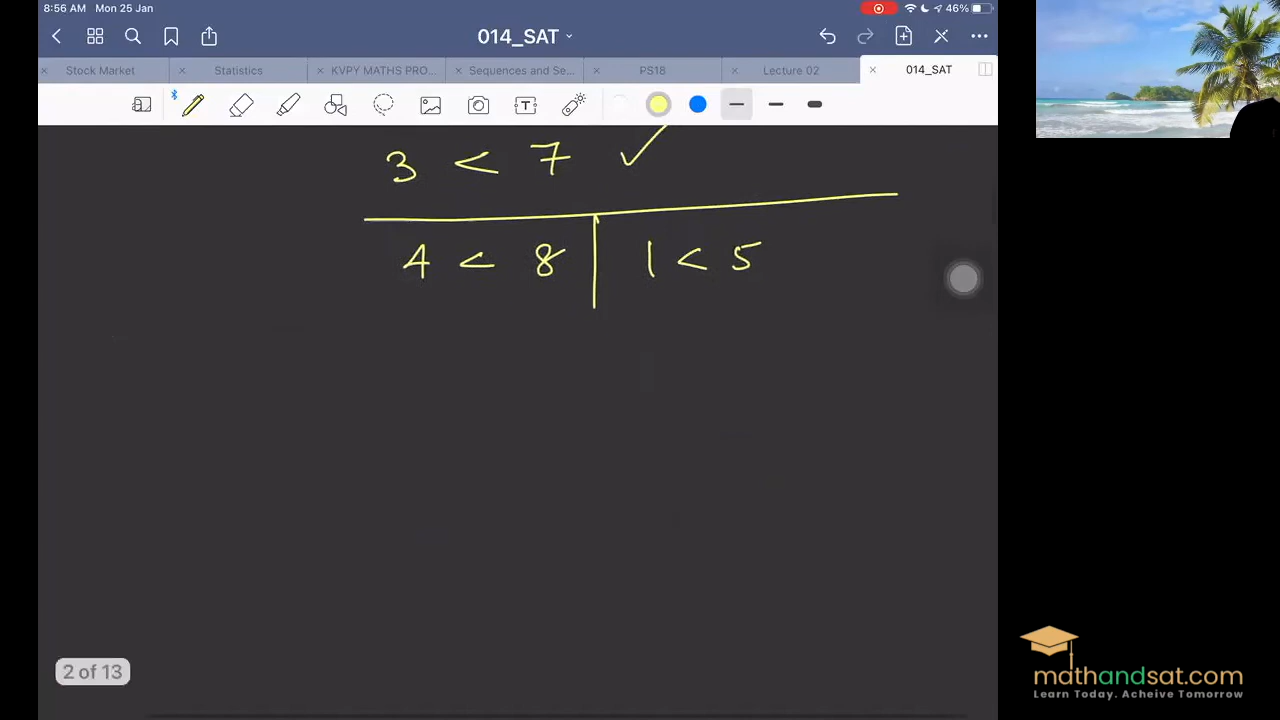 8:56 AM Mon 25 Jan
46%
014_SAT
Stock Market
Statistics
KVPY MATHS PRO...
Sequences and Se...
PS18
Lecture 02
014_SAT
T
3 < 7 ✓
4 < 8 | 1 < 5
2 of 13
mathandsat.com
Learn Today. Acheive Tomorrow